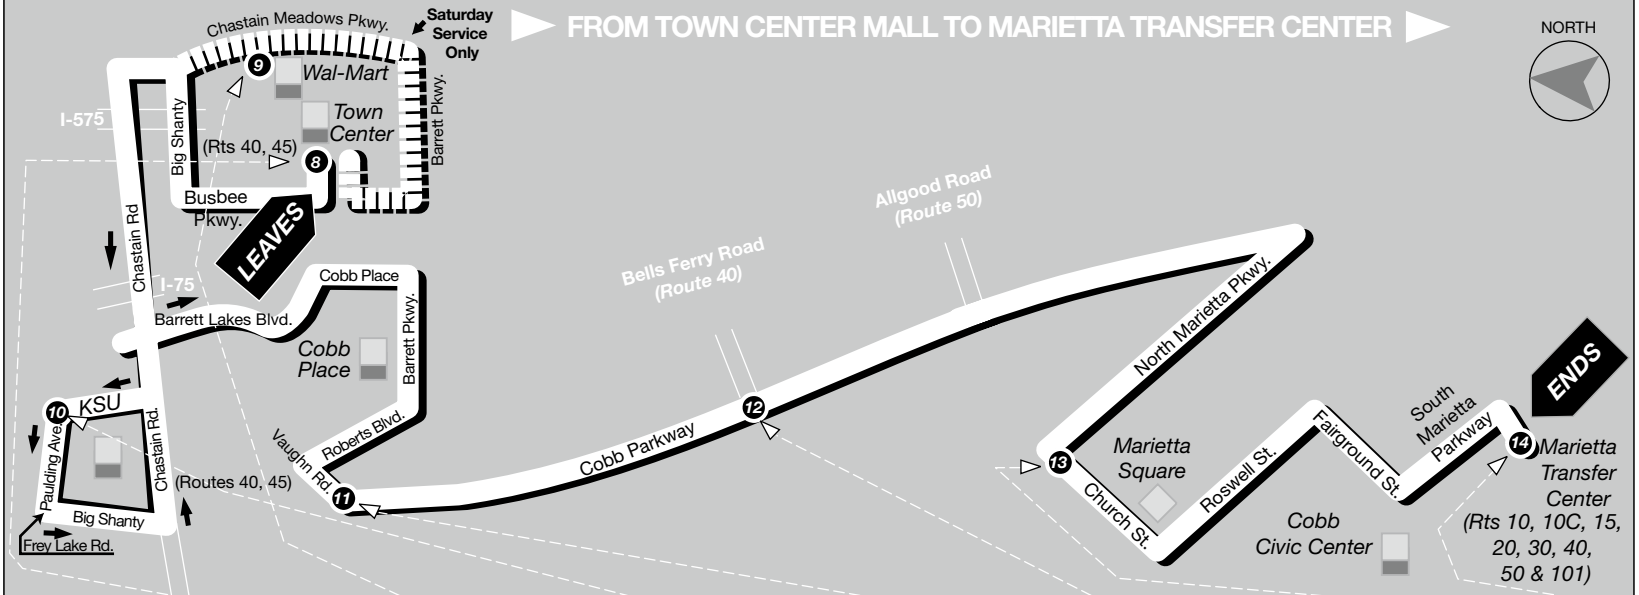 FROM TOWN CENTER MALL TO MARIETTA TRANSFER CENTER
NORTH
Saturday
Service
Only
Chastain Meadows Pkwy.
9
Wal-Mart
Town
Center
Barrett Pkwy.
I-575
Big Shanty
(Rts 40, 45)
8
Busbee
Pkwy.
LEAVES
Chastain Rd
I-75
Cobb Place
Barrett Lakes Blvd.
Cobb
Place
Barrett Pkwy.
KSU
10
Paulding Ave.
Chastain Rd.
(Routes 40, 45)
Big Shanty
Frey Lake Rd.
Roberts Blvd.
Vaughn Rd.
11
Cobb Parkway
Bells Ferry Road
(Route 40)
12
Allgood Road
(Route 50)
North Marietta Pkwy.
13
Marietta
Square
Church St.
Roswell St.
Fairground St.
Cobb
Civic Center
South
Marietta
Parkway
ENDS
14
Marietta
Transfer
Center
(Rts 10, 10C, 15,
20, 30, 40,
50 & 101)